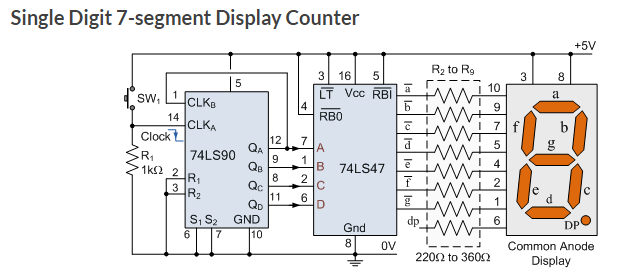 Single Digit 7-segment Display Counter
+5V
5
3 16 5
R2 to R9
3 8
SW1
1
CLKB
LT Vcc RBI
a
10
a
4
RB0
b
9
14
CLKA
Clock
c
7
f b
74LS90
QA 12 7 A
d
5
g
R1
1kΩ
QB 9 1 B
74LS47
e
4
2 R1
QC 8 2 C
f
2
e c
3 R2
QD 11 6 D
g
1
d
S1 S2 GND
dp
6
DP
6 7 10
Gnd
8
0V
220Ω to 360Ω
Common Anode
Display